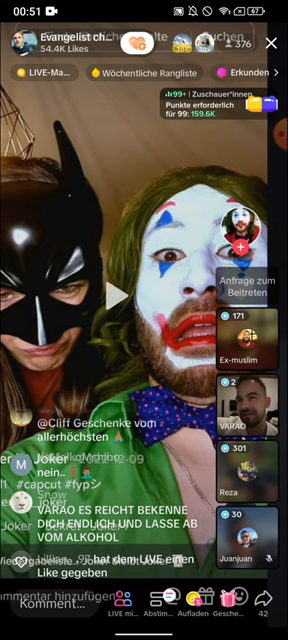 00:51
67
Evangelist ch..
54.4K Likes
376
LIVE-Ma...
Wöchentliche Rangliste
Erkunden
99+ | Zuschauer*innen
Punkte erforderlich
für 99: 159.6K
Anfrage zum
Beitreten
171
Ex-muslim
2
VARAO
301
Reza
30
Juanjuan
@Cliff Geschenke vom
allerhöchsten
nein..
#capcut #fyp
Snow
VARAO ES REICHT BEKENNE
DICH ENDLICH UND LASSE AB
VOM ALKOHOL
hat dem LIVE einen
Like gegeben
Kommentar hinzufügen
Komment...
LIVE mi...
Abstim...
Aufladen
Gesche...
42